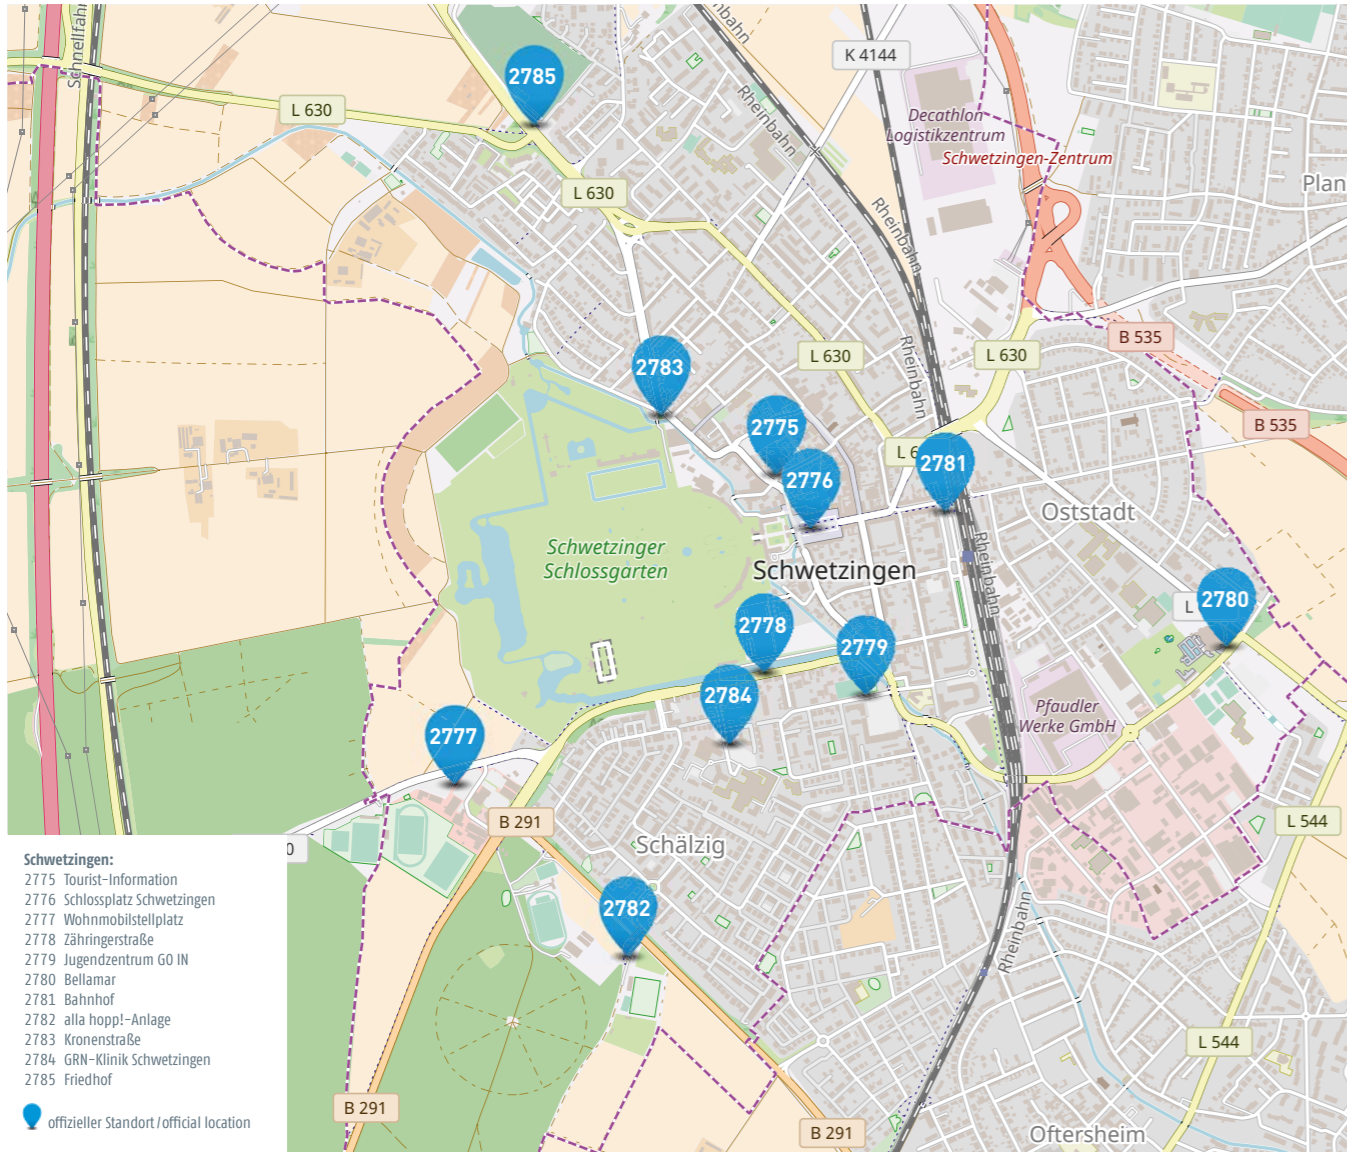 Schnellfah
nbahn
K 4144
2785
L 630
Rheinbahn
Decathlon
Logistikzentrum
Schwetzingen-Zentrum
Plan
L 630
Rheinbahn
B 535
L 630
L 630
Rheinbahn
2783
B 535
2775
L 6
2781
2776
Oststadt
Schwetzinger
Schlossgarten
Schwetzingen
Rheinbahn
L
2780
2778
2779
2784
Pfaudler
Werke GmbH
2777
B 291
L 544
Schälzig
0
2782
Rheinbahn
L 544
B 291
B 291
Oftersheim
Schwetzingen:
2775 Tourist-Information
2776 Schlossplatz Schwetzingen
2777 Wohnmobilstellplatz
2778 Zähringerstraße
2779 Jugendzentrum GO IN
2780 Bellamar
2781 Bahnhof
2782 alla hopp!-Anlage
2783 Kronenstraße
2784 GRN-Klinik Schwetzingen
2785 Friedhof
offizieller Standort/official location